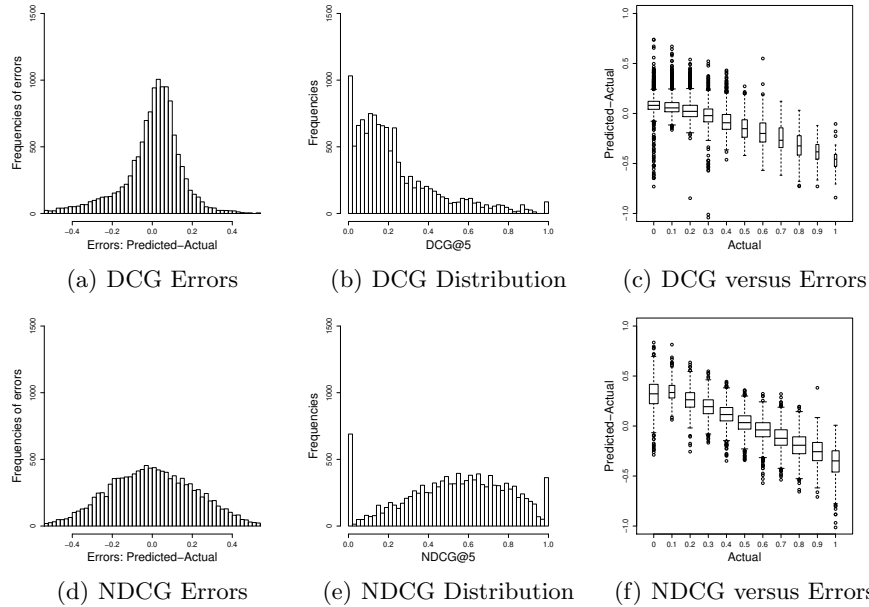 Frequencies of errors
0 500 1000 1500
−0.4 −0.2 0.0 0.2 0.4
Errors: Predicted−Actual
(a) DCG Errors
Frequencies
0 500 1000 1500
0.0 0.2 0.4 0.6 0.8 1.0
DCG@5
(b) DCG Distribution
Predicted−Actual
−1.0 −0.5 0.0 0.5 1.0
0 0.1 0.2 0.3 0.4 0.5 0.6 0.7 0.8 0.9 1
Actual
(c) DCG versus Errors
Frequencies of errors
0 500 1000 1500
−0.4 −0.2 0.0 0.2 0.4
Errors: Predicted−Actual
(d) NDCG Errors
Frequencies
0 500 1000 1500
0.0 0.2 0.4 0.6 0.8 1.0
NDCG@5
(e) NDCG Distribution
Predicted−Actual
−1.0 −0.5 0.0 0.5 1.0
0 0.1 0.2 0.3 0.4 0.5 0.6 0.7 0.8 0.9 1
Actual
(f) NDCG versus Errors